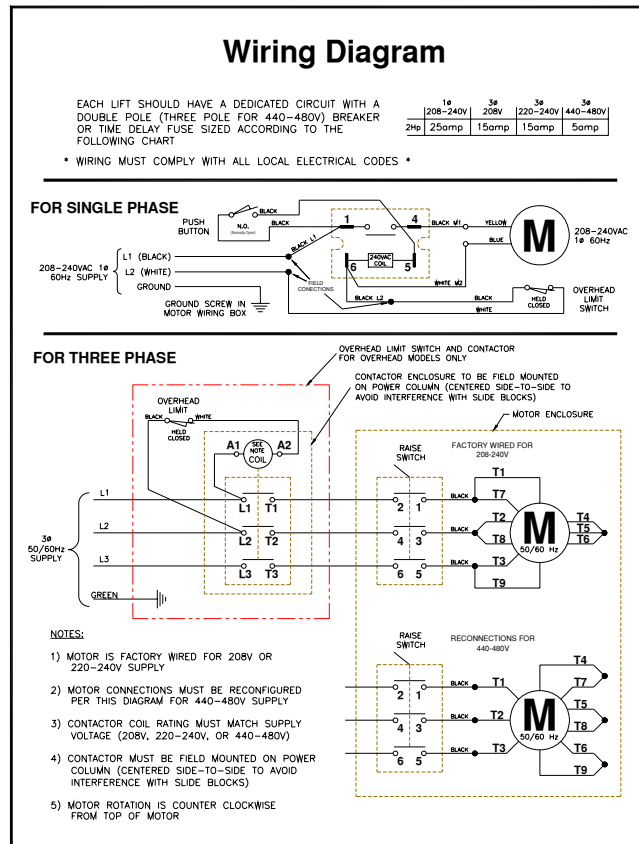 Wiring Diagram
EACH LIFT SHOULD HAVE A DEDICATED CIRCUIT WITH A
DOUBLE POLE (THREE POLE FOR 440-480V) BREAKER
OR TIME DELAY FUSE SIZED ACCORDING TO THE
FOLLOWING CHART
1ø 3ø 3ø 3ø
208-240V 208V 220-240V 440-480V
2Hp 25amp 15amp 15amp 5amp
* WIRING MUST COMPLY WITH ALL LOCAL ELECTRICAL CODES *
FOR SINGLE PHASE
PUSH
BUTTON
N.O.
(Normally Open)
BLACK
BLACK
1
4
BLACK M1
YELLOW
BLUE
M
208-240VAC
1ø 60Hz
BLACK L1
240VAC
COIL
6
5
WHITE M2
208-240VAC 1ø
60Hz SUPPLY
L1 (BLACK)
L2 (WHITE)
GROUND
GROUND SCREW IN
MOTOR WIRING BOX
FIELD
CONECTIONS
BLACK L2
BLACK
WHITE
HELD
CLOSED
OVERHEAD
LIMIT
SWITCH
FOR THREE PHASE
OVERHEAD LIMIT SWITCH AND CONTACTOR
FOR OVERHEAD MODELS ONLY
CONTACTOR ENCLOSURE TO BE FIELD MOUNTED
ON POWER COLUMN (CENTERED SIDE-TO-SIDE TO
AVOID INTERFERENCE WITH SLIDE BLOCKS)
MOTOR ENCLOSURE
OVERHEAD
LIMIT
BLACK
WHITE
HELD
CLOSED
A1
SEE
NOTE
COIL
A2
RAISE
SWITCH
FACTORY WIRED FOR
208-240V
L1
L1 T1
2 1
BLACK
T1
T7
L2
L2 T2
4 3
BLACK
T2
T8
L3
L3 T3
6 5
BLACK
T3
T9
M
50/60 Hz
T4
T5
T6
3ø
50/60Hz
SUPPLY
GREEN
NOTES:
1) MOTOR IS FACTORY WIRED FOR 208V OR
220-240V SUPPLY
2) MOTOR CONNECTIONS MUST BE RECONFIGURED
PER THIS DIAGRAM FOR 440-480V SUPPLY
3) CONTACTOR COIL RATING MUST MATCH SUPPLY
VOLTAGE (208V, 220-240V, OR 440-480V)
4) CONTACTOR MUST BE FIELD MOUNTED ON POWER
COLUMN (CENTERED SIDE-TO-SIDE TO AVOID
INTERFERENCE WITH SLIDE BLOCKS)
5) MOTOR ROTATION IS COUNTER CLOCKWISE
FROM TOP OF MOTOR
RAISE
SWITCH
RECONNECTIONS FOR
440-480V
2 1
BLACK
T1
4 3
BLACK
T2
6 5
BLACK
T3
M
50/60 Hz
T4
T7
T5
T8
T6
T9